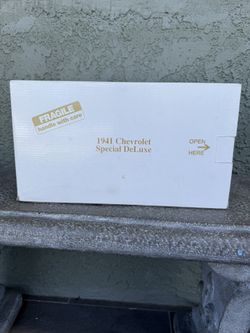 FRAGILE
handle with care
1941 Chevrolet
Special DeLuxe
OPEN
HERE